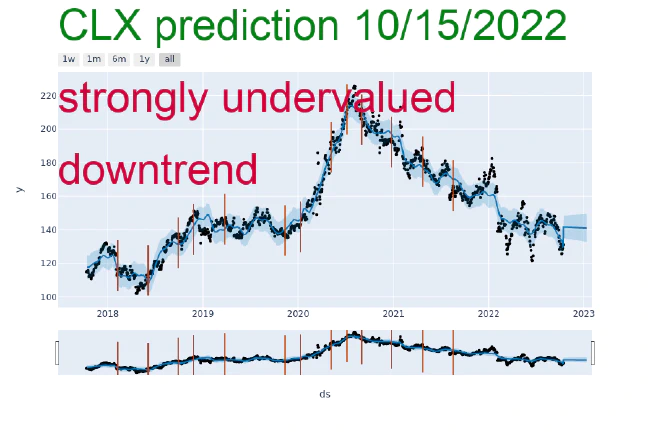 CLX prediction 10/15/2022
1w 1m 6m 1y all
strongly undervalued
downtrend
y
220
200
180
160
140
120
100
2018 2019 2020 2021 2022 2023
ds